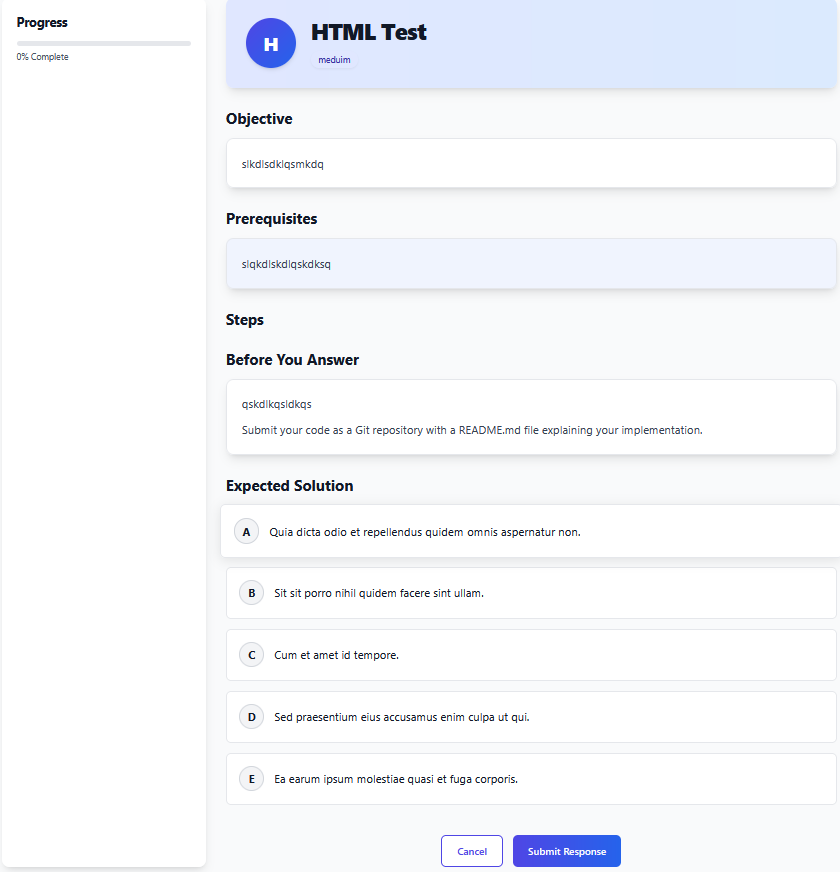 Progress
0% Complete
H
HTML Test
meduim
Objective
slkdlsdklqsmkdq
Prerequisites
slqkdlskdlqskdksq
Steps
Before You Answer
qskdlkqsldkqs
Submit your code as a Git repository with a README.md file explaining your implementation.
Expected Solution
A Quia dicta odio et repellendus quidem omnis aspernatur non.
B Sit sit porro nihil quidem facere sint ullam.
C Cum et amet id tempore.
D Sed praesentium eius accusamus enim culpa ut qui.
E Ea earum ipsum molestiae quasi et fuga corporis.
Cancel Submit Response